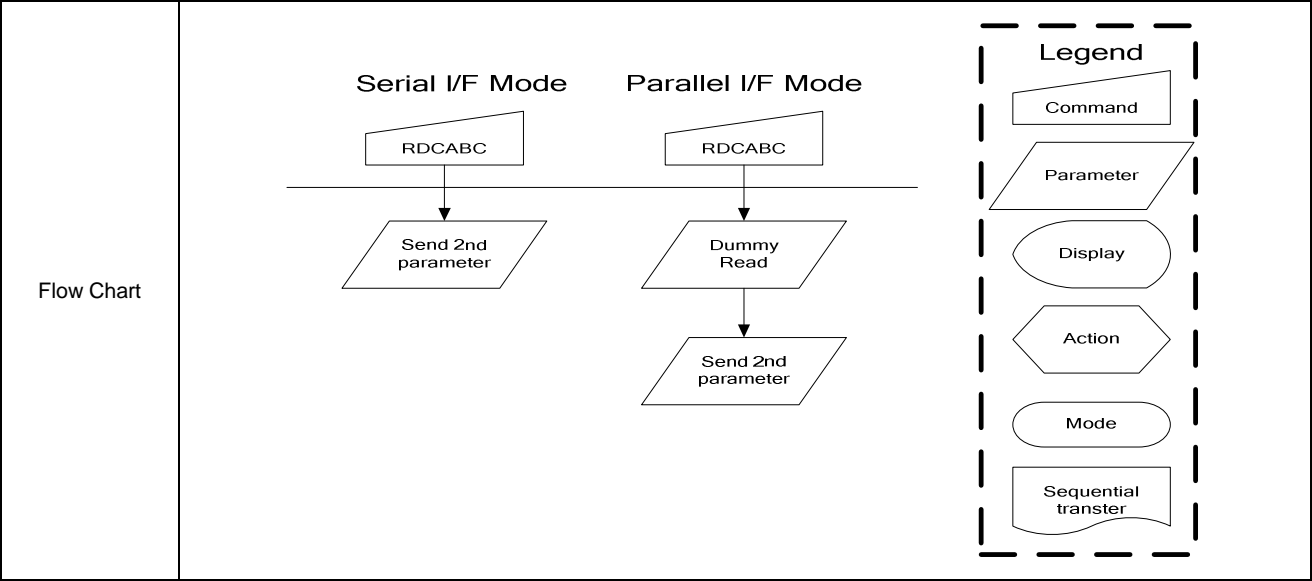 Flow Chart
Serial I/F Mode
RDCABC
Send 2nd
parameter
Parallel I/F Mode
RDCABC
Dummy
Read
Send 2nd
parameter
Legend
Command
Parameter
Display
Action
Mode
Sequential
transter